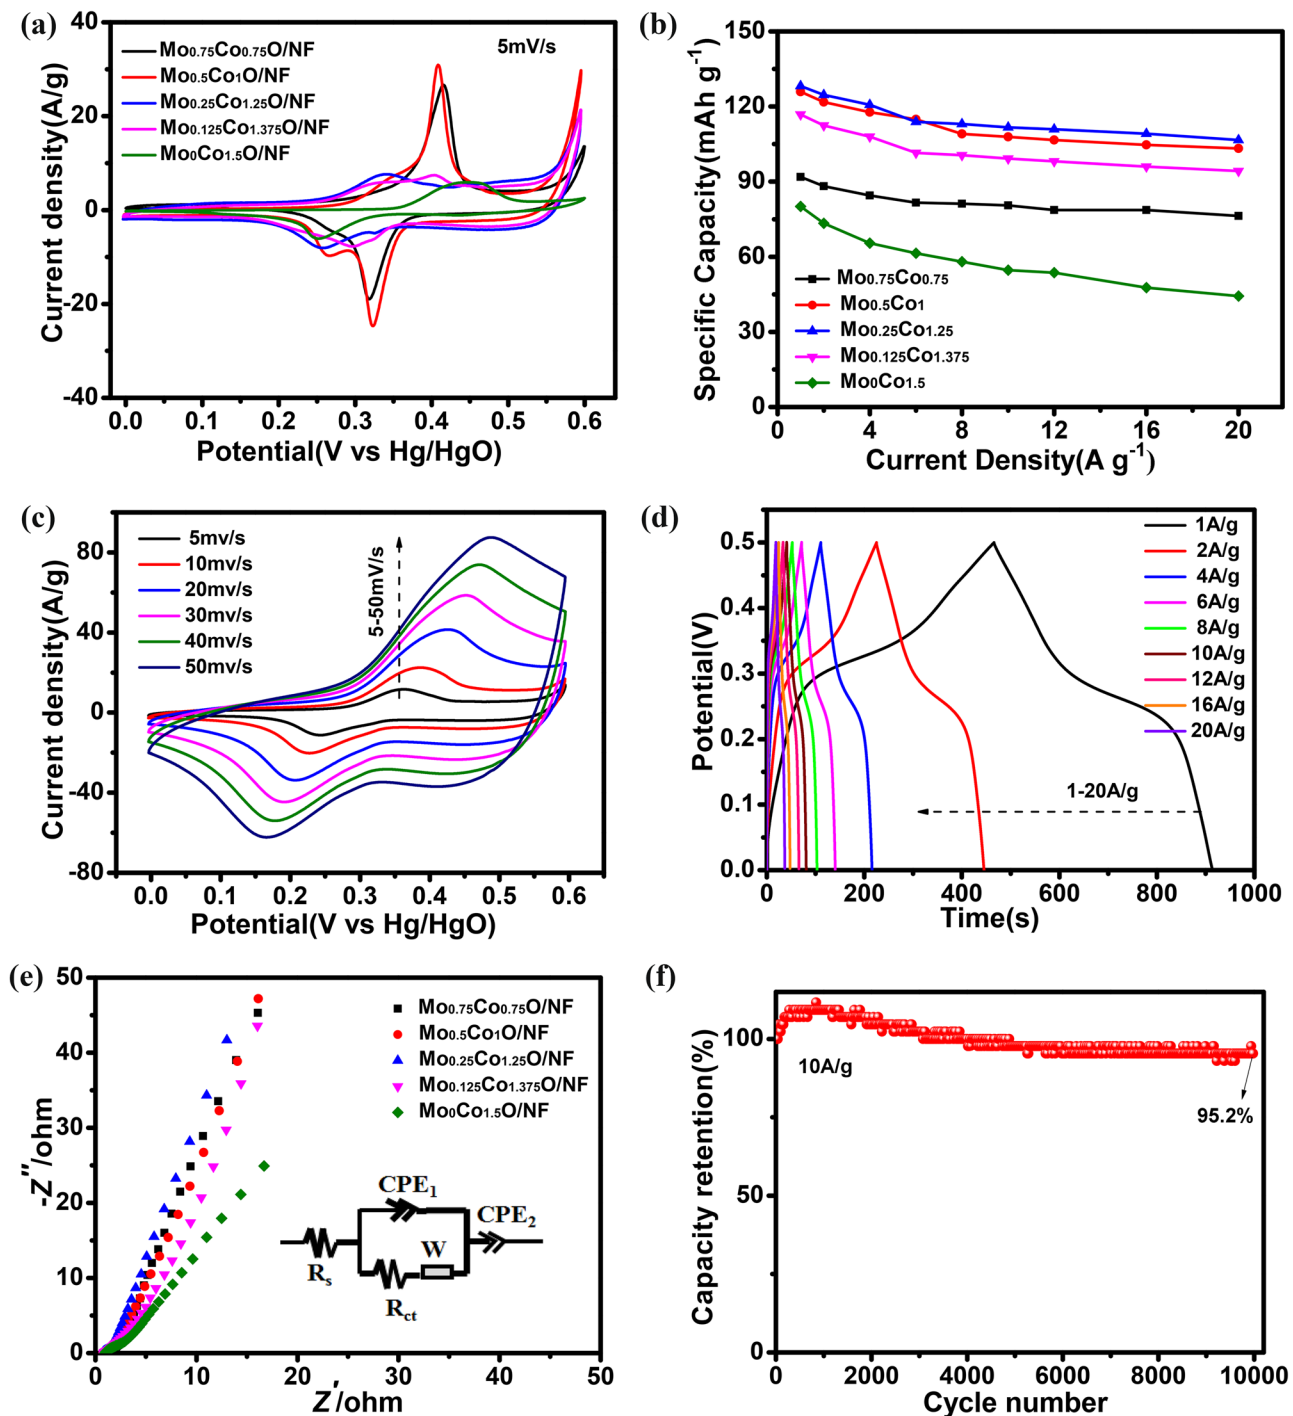 (a)
40
20
0
-20
-40
Current density(A/g)
Mo0.75Co0.75O/NF
Mo0.5Co1O/NF
Mo0.25Co1.25O/NF
Mo0.125Co1.375O/NF
Mo0Co1.5O/NF
5mV/s
0.0 0.1 0.2 0.3 0.4 0.5 0.6
Potential(V vs Hg/HgO)
(b)
150
120
90
60
30
0
Specific Capacity(mAh g-1)
Mo0.75Co0.75
Mo0.5Co1
Mo0.25Co1.25
Mo0.125Co1.375
Mo0Co1.5
0 4 8 12 16 20
Current Density(A g-1)
(c)
80
40
0
-40
-80
Current density(A/g)
5mv/s
10mv/s
20mv/s
30mv/s
40mv/s
50mv/s
5-50mV/s
0.0 0.1 0.2 0.3 0.4 0.5 0.6
Potential(V vs Hg/HgO)
(d)
0.5
0.4
0.3
0.2
0.1
0.0
Potential(V)
1A/g
2A/g
4A/g
6A/g
8A/g
10A/g
12A/g
16A/g
20A/g
1-20A/g
0 200 400 600 800 1000
Time(s)
(e)
50
40
30
20
10
0
-Z''/ohm
Mo0.75Co0.75O/NF
Mo0.5Co1O/NF
Mo0.25Co1.25O/NF
Mo0.125Co1.375O/NF
Mo0Co1.5O/NF
CPE1
CPE2
W
Rs
Rct
0 10 20 30 40 50
Z'/ohm
(f)
100
50
0
Capacity retention(%)
10A/g
95.2%
0 2000 4000 6000 8000 10000
Cycle number